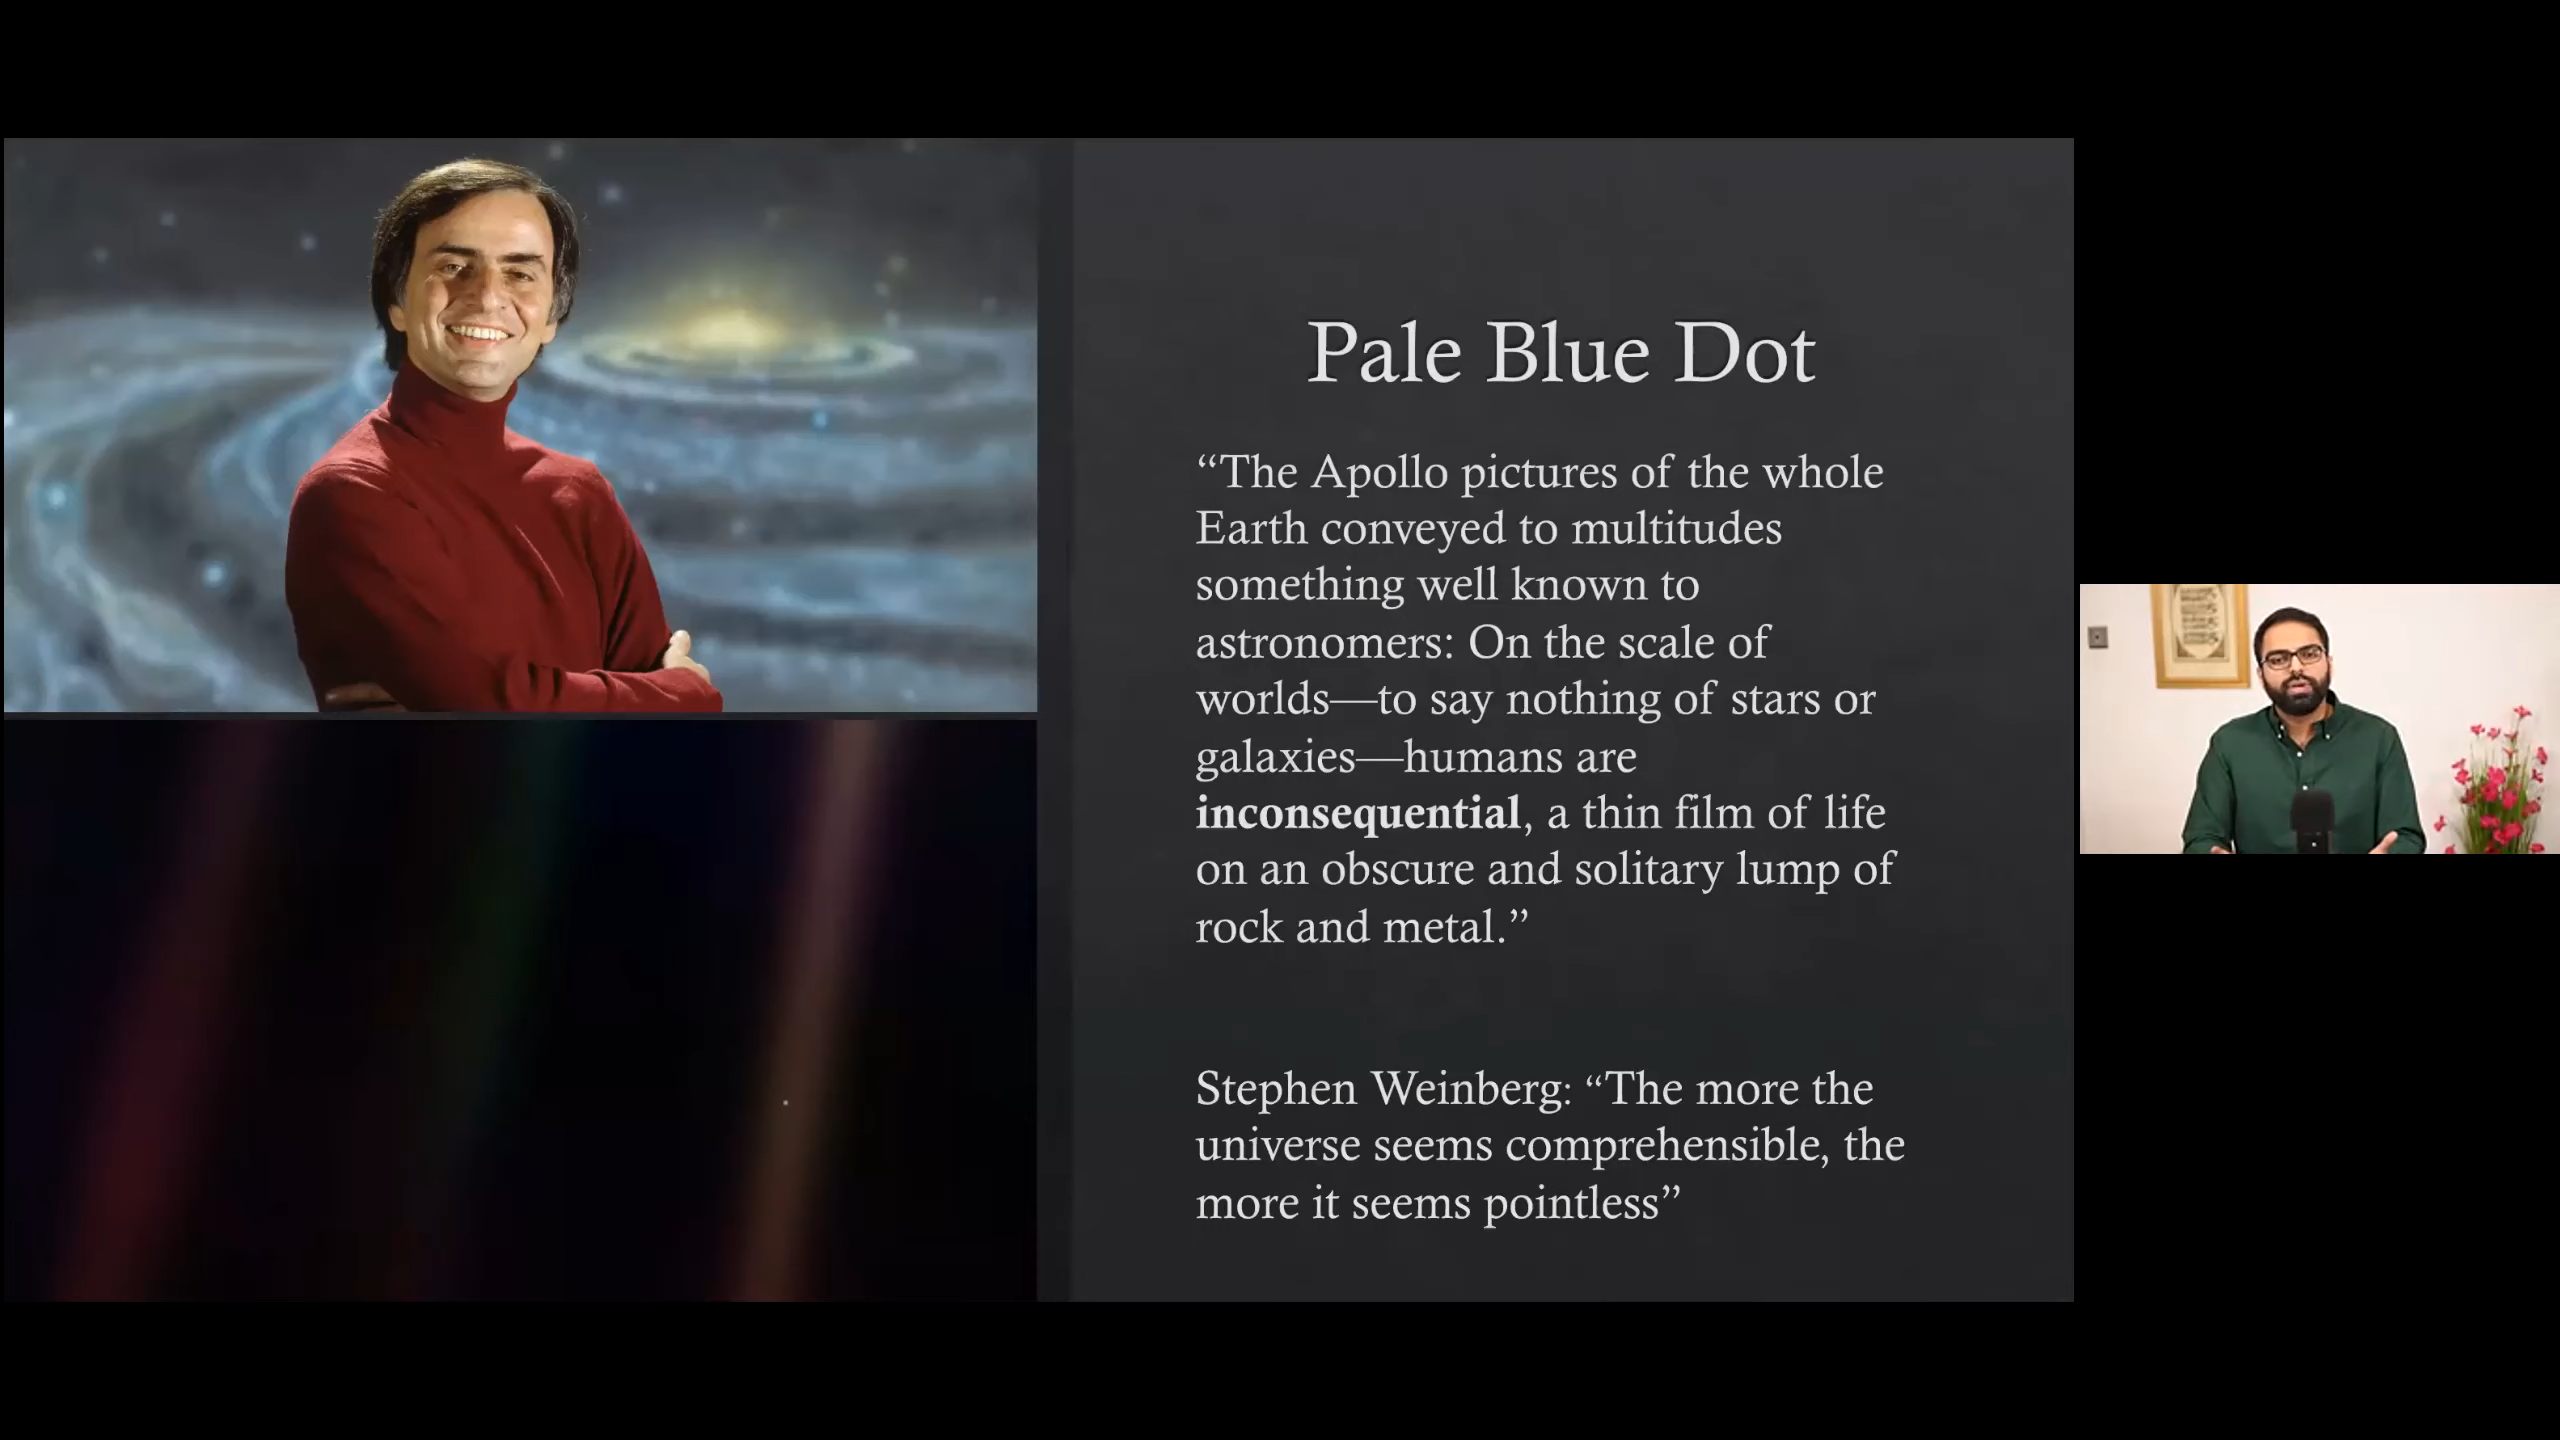 Pale Blue Dot
“The Apollo pictures of the whole
Earth conveyed to multitudes
something well known to
astronomers: On the scale of
worlds—to say nothing of stars or
galaxies—humans are
inconsequential, a thin film of life
on an obscure and solitary lump of
rock and metal.”
Stephen Weinberg: “The more the
universe seems comprehensible, the
more it seems pointless”